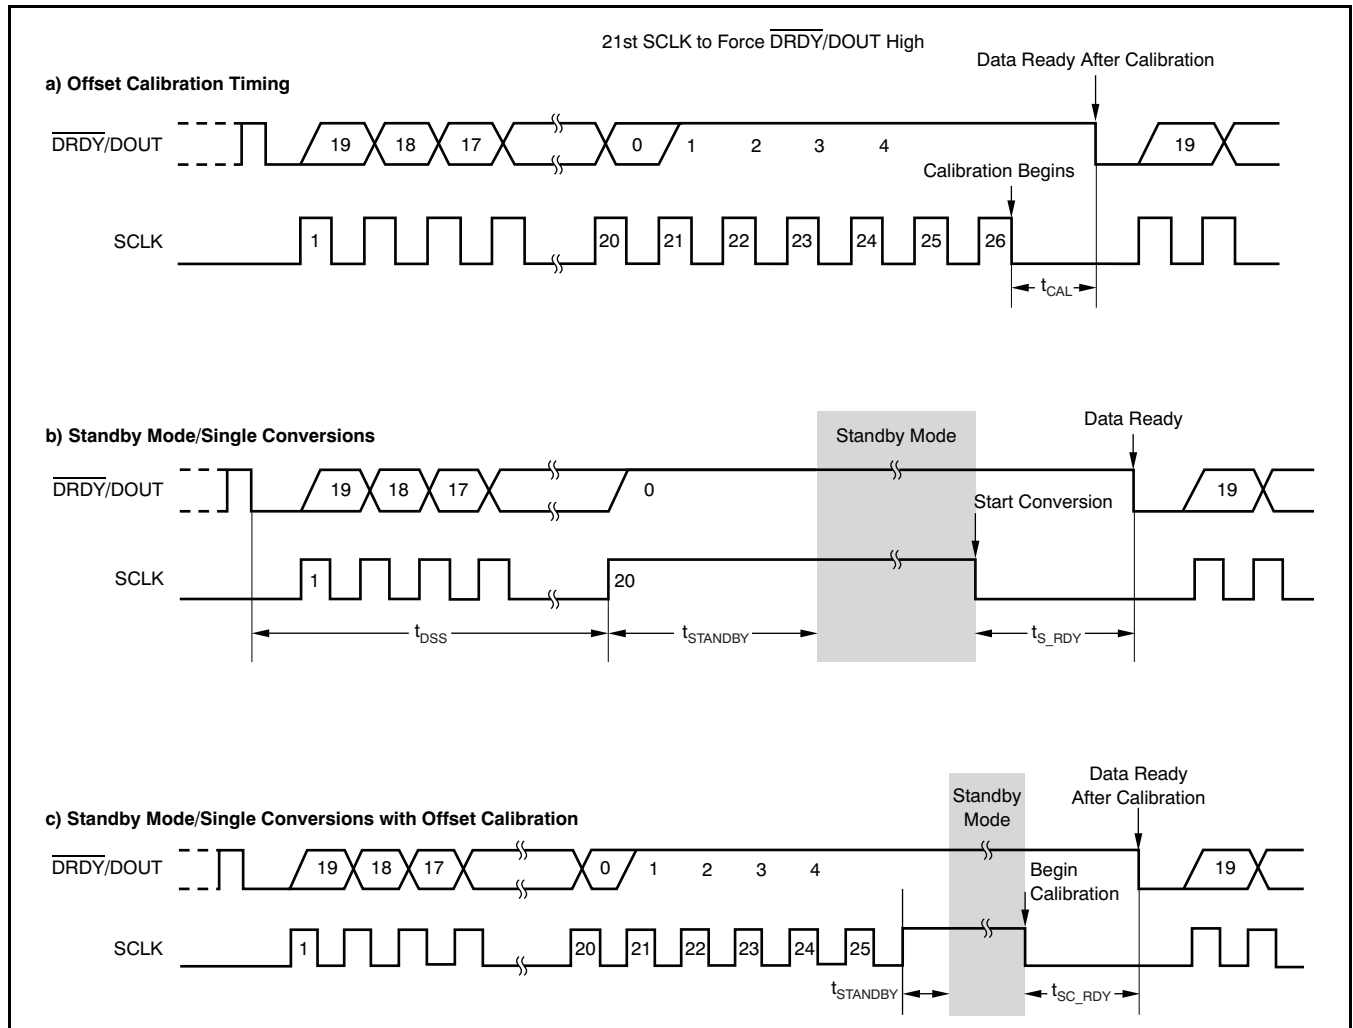 21st SCLK to Force DRDY/DOUT High
Data Ready After Calibration
a) Offset Calibration Timing
DRDY/DOUT
19 18 17 0 1 2 3 4 19
Calibration Begins
SCLK
1 20 21 22 23 24 25 26
tCAL
b) Standby Mode/Single Conversions
Standby Mode
Data Ready
DRDY/DOUT
19 18 17 0 19
Start Conversion
SCLK
1 20
tDSS
tSTANDBY
tS_RDY
Data Ready
After Calibration
Standby
Mode
c) Standby Mode/Single Conversions with Offset Calibration
DRDY/DOUT
19 18 17 0 1 2 3 4 19
Begin
Calibration
SCLK
1 20 21 22 23 24 25
tSTANDBY
tSC_RDY